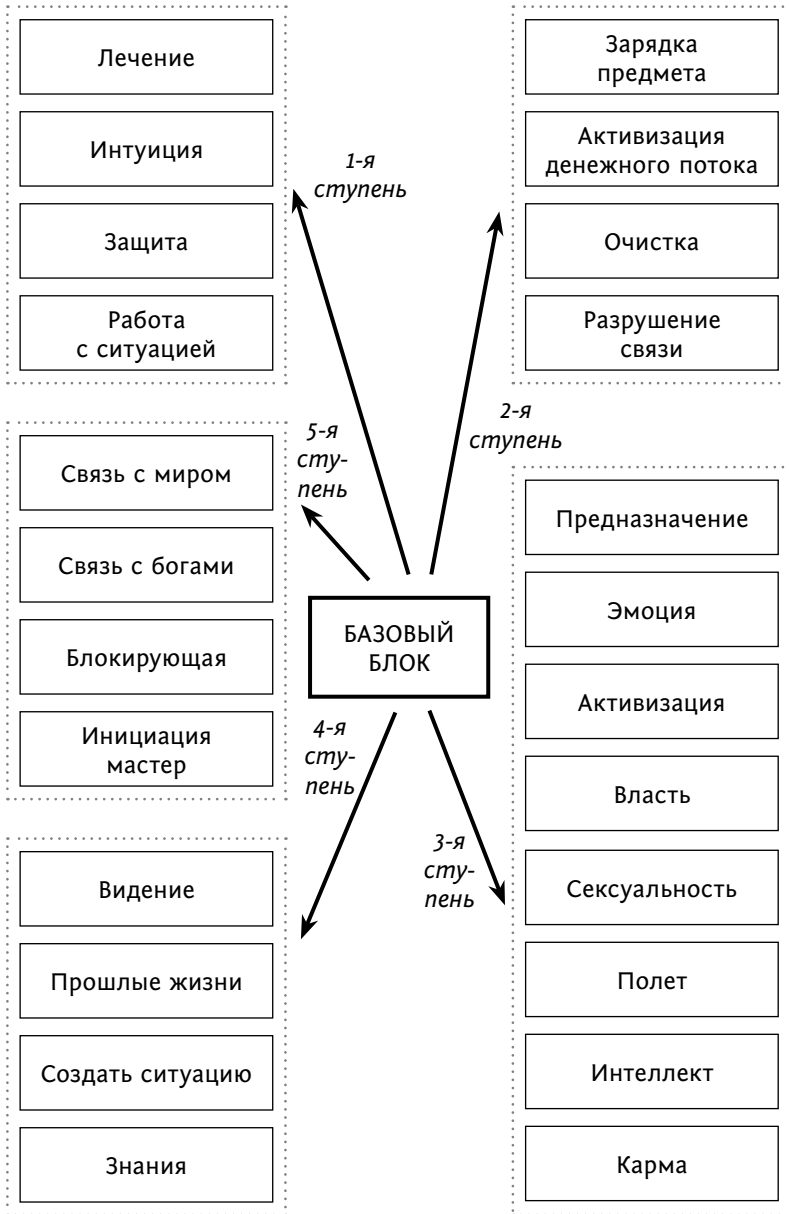 Лечение
Интуиция
Защита
Работа
с ситуацией
1-я
ступень
Зарядка
предмета
Активизация
денежного потока
Очистка
Разрушение
связи
2-я
ступень
5-я
сту-
пень
Связь с миром
Связь с богами
Блокирующая
Инициация
мастер
БАЗОВЫЙ
БЛОК
4-я
сту-
пень
3-я
сту-
пень
Предназначение
Эмоция
Активизация
Власть
Сексуальность
Полет
Интеллект
Карма
Видение
Прошлые жизни
Создать ситуацию
Знания